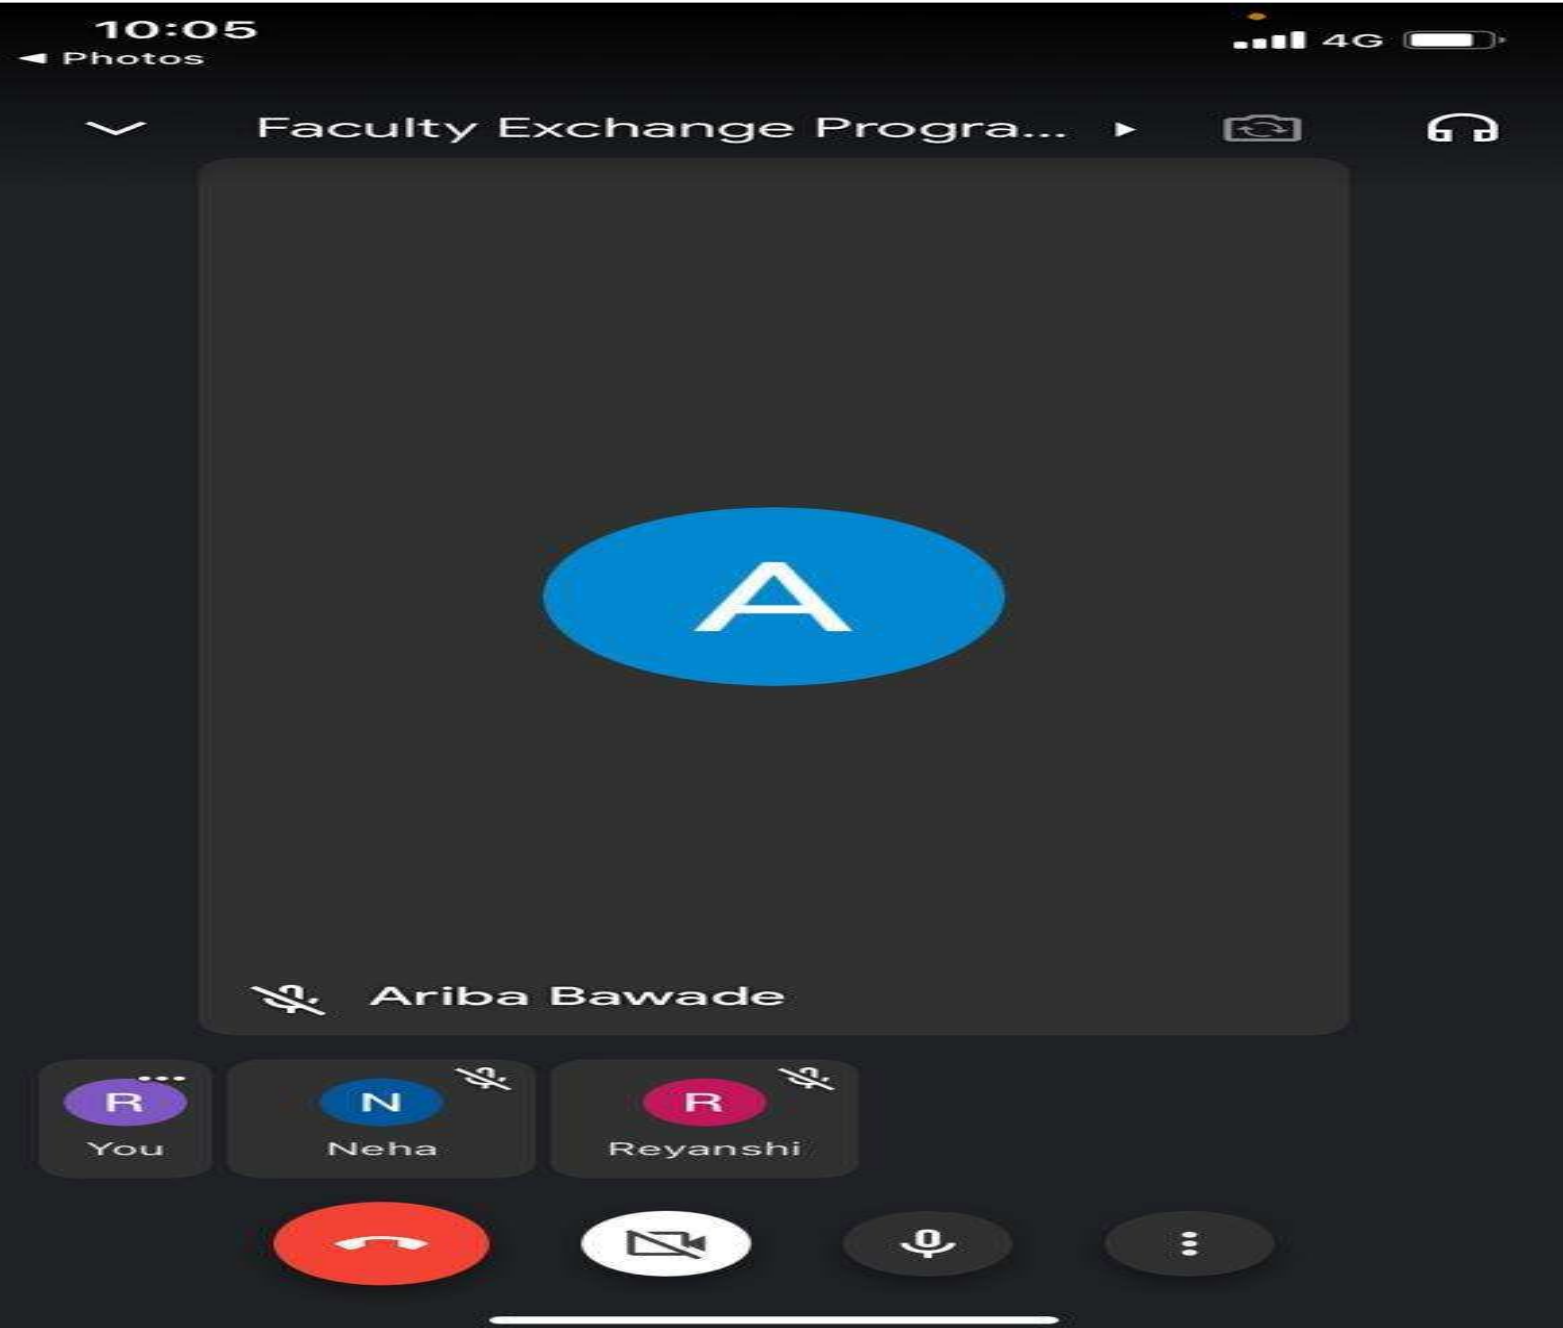 10:05
4G
◄ Photos
Faculty Exchange Progra... ▸
A
Ariba Bawade
R
You
N
Neha
R
Reyanshi